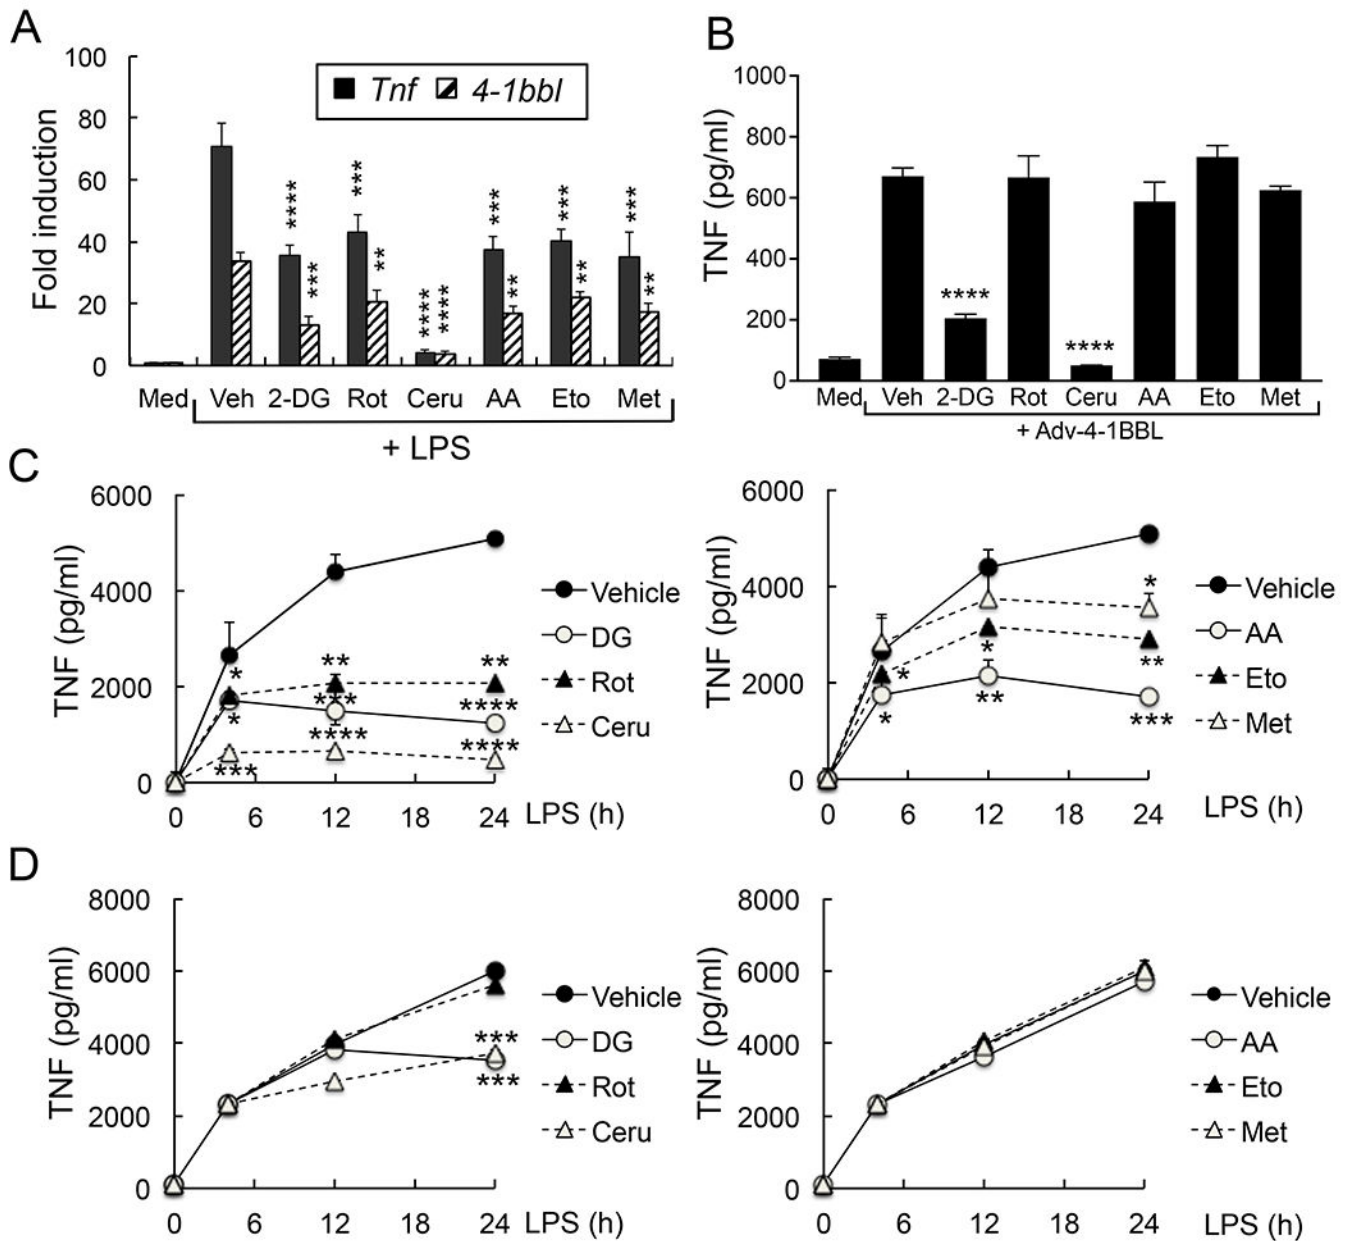 A
100
80
60
40
20
0
Fold induction
Tnf 4-1bbl
**** *** *** ** **** **** *** ** *** ** *** **
Med Veh 2-DG Rot Ceru AA Eto Met
+ LPS
B
1000
800
600
400
200
0
TNF (pg/ml)
****
****
Med Veh 2-DG Rot Ceru AA Eto Met
+ Adv-4-1BBL
C
6000
4000
2000
0
TNF (pg/ml)
* ** **
* *** ****
*** **** ****
0 6 12 18 24 LPS (h)
Vehicle
DG
Rot
Ceru
6000
4000
2000
0
TNF (pg/ml)
*
* * **
* ** ***
0 6 12 18 24 LPS (h)
Vehicle
AA
Eto
Met
D
8000
6000
4000
2000
0
TNF (pg/ml)
***
***
0 6 12 18 24 LPS (h)
Vehicle
DG
Rot
Ceru
8000
6000
4000
2000
0
TNF (pg/ml)
0 6 12 18 24 LPS (h)
Vehicle
AA
Eto
Met